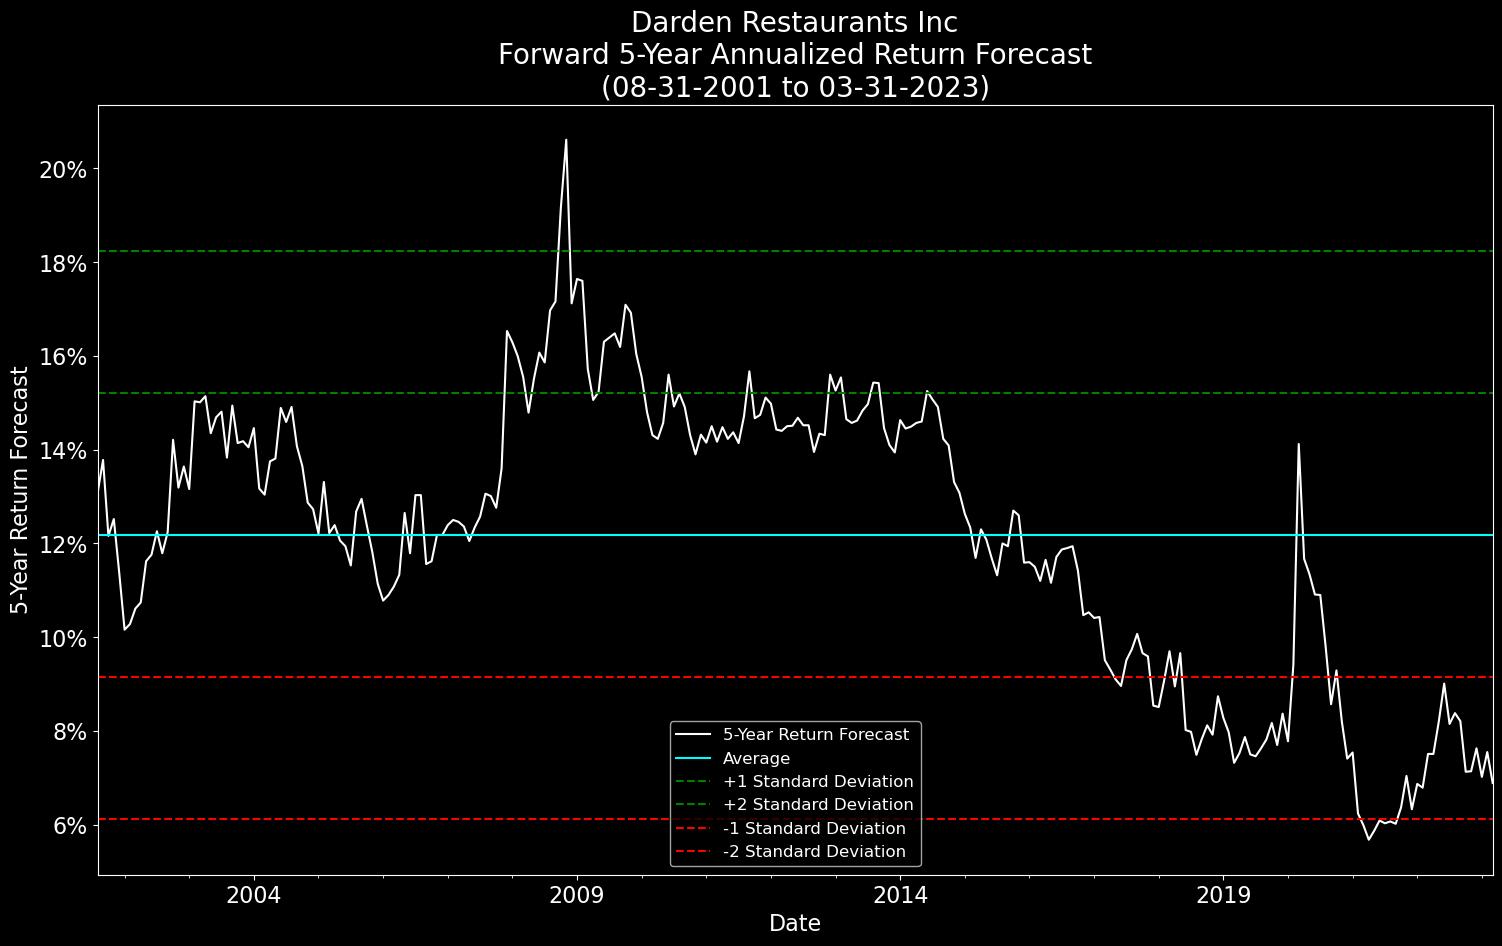 Darden Restaurants Inc
Forward 5-Year Annualized Return Forecast
(08-31-2001 to 03-31-2023)
5-Year Return Forecast
20%
18%
16%
14%
12%
10%
8%
6%
5-Year Return Forecast
Average
+1 Standard Deviation
+2 Standard Deviation
-1 Standard Deviation
-2 Standard Deviation
2004 2009 2014 2019
Date